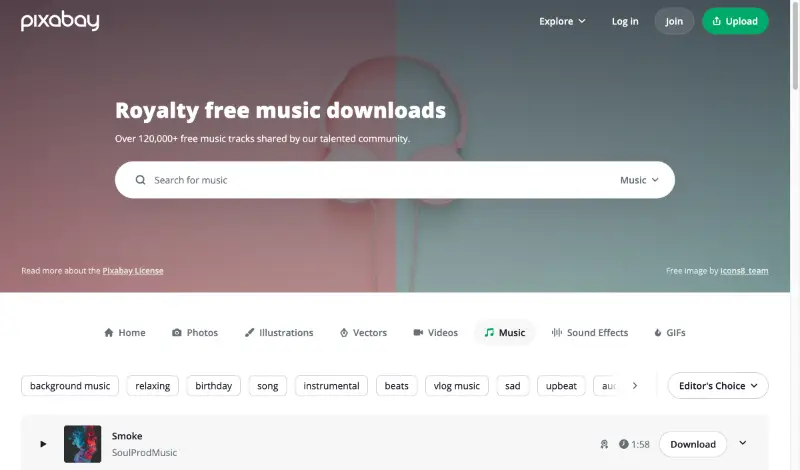 pixabay
Explore Log in Join Upload
Royalty free music downloads
Over 120,000+ free music tracks shared by our talented community.
Search for music Music
Read more about the Pixabay License Free image by icons8_team
Home Photos Illustrations Vectors Videos Music Sound Effects GIFs
background music relaxing birthday song instrumental beats vlog music sad upbeat Editor's Choice
Smoke
SoulProdMusic
1:58 Download